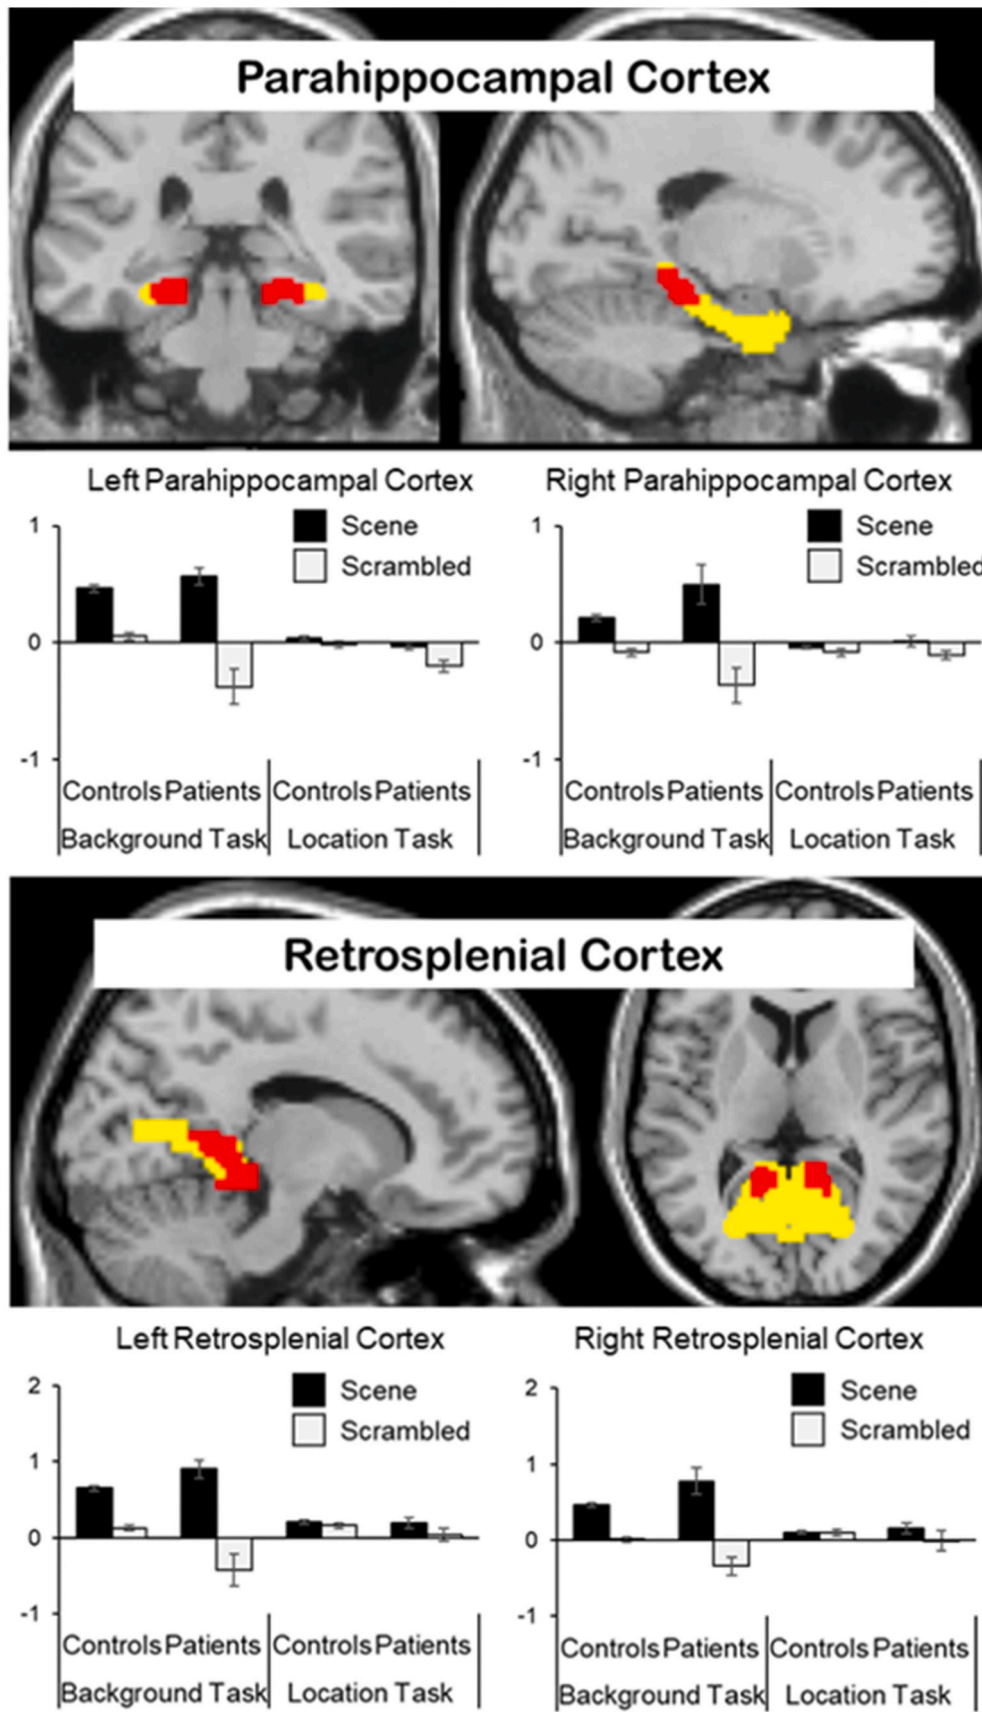 Parahippocampal Cortex
Left Parahippocampal Cortex
1
Scene
Scrambled
0
-1
Controls Patients Controls Patients
Background Task Location Task
Right Parahippocampal Cortex
1
Scene
Scrambled
0
-1
Controls Patients Controls Patients
Background Task Location Task
Retrosplenial Cortex
Left Retrosplenial Cortex
2
Scene
Scrambled
1
0
-1
Controls Patients Controls Patients
Background Task Location Task
Right Retrosplenial Cortex
2
Scene
Scrambled
1
0
-1
Controls Patients Controls Patients
Background Task Location Task